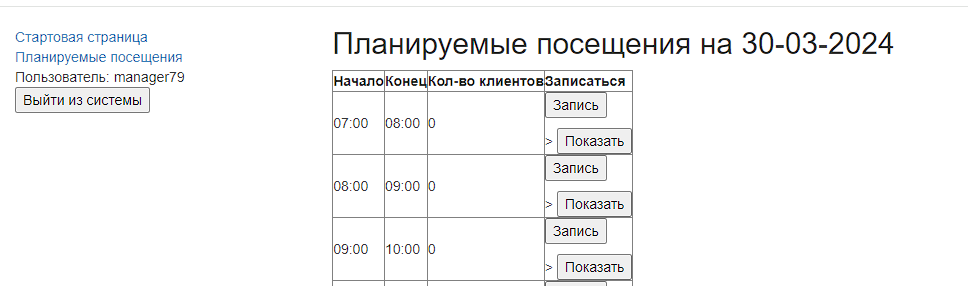 Стартовая страница
Планируемые посещения
Пользователь: manager79
Выйти из системы
Планируемые посещения на 30-03-2024
Начало Конец Кол-во клиентов Записаться
07:00 08:00 0 Запись
> Показать
08:00 09:00 0 Запись
> Показать
09:00 10:00 0 Запись
> Показать